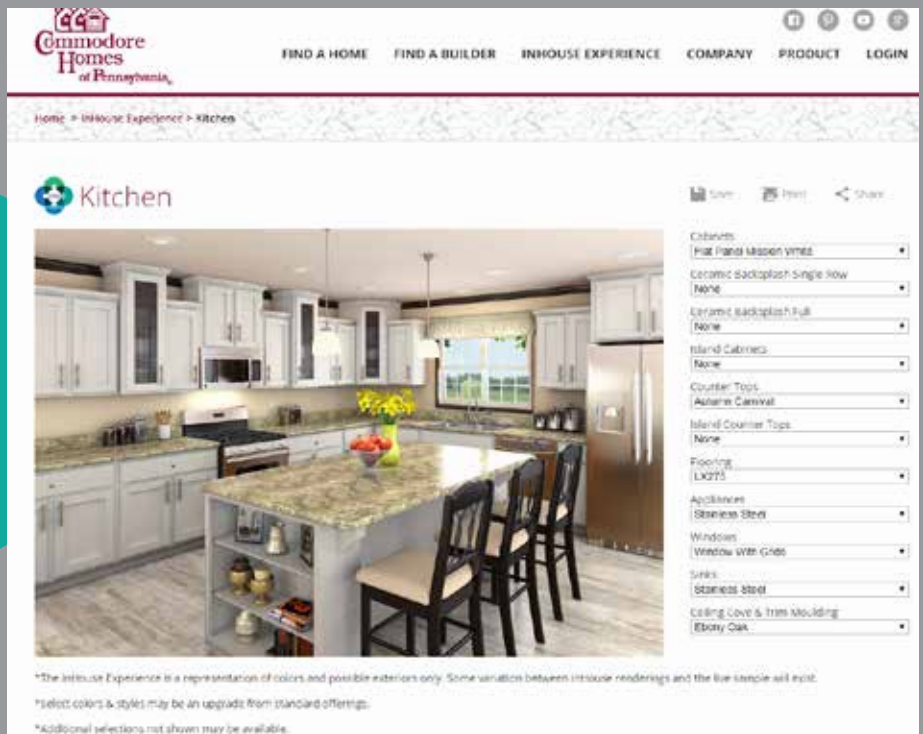 Commodore
Homes
of Pennsylvania
FIND A HOME FIND A BUILDER INHOUSE EXPERIENCE COMPANY PRODUCT LOGIN
Home > InHouse Experience > Kitchen
Kitchen
Save Print Share
Cabinets
Flat Panel Mission White
Ceramic Backsplash Single Row
None
Ceramic Backsplash Full
None
Island Cabinets
None
Counter Tops
Autumn Carnival
Island Counter Tops
None
Flooring
LX275
Appliances
Stainless Steel
Windows
Window With Grids
Sinks
Stainless Steel
Ceiling Cove & Trim Moulding
Ebony Oak
*The InHouse Experience is a representation of colors and possible exteriors only. Some variation between inhouse renderings and the live sample will exist.
*Select colors & styles may be an upgrade from standard offerings.
*Additional selections not shown may be available.